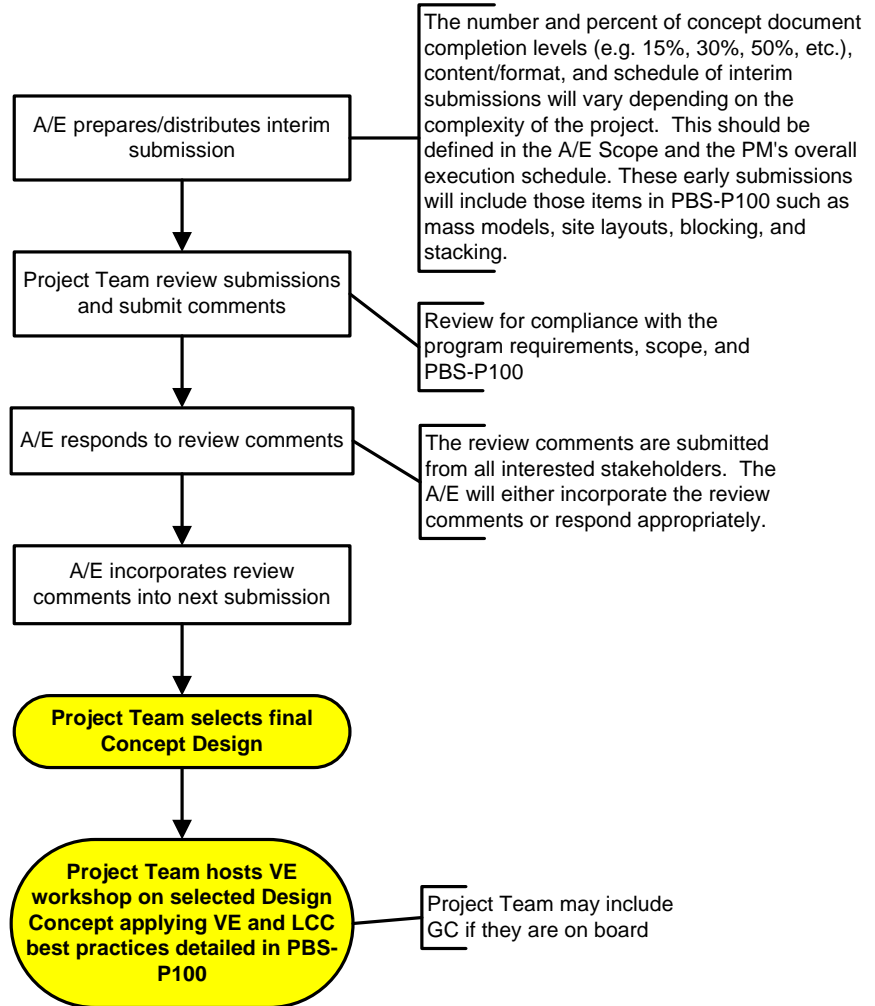 A/E prepares/distributes interim
submission
The number and percent of concept document
completion levels (e.g. 15%, 30%, 50%, etc.),
content/format, and schedule of interim
submissions will vary depending on the
complexity of the project.  This should be
defined in the A/E Scope and the PM's overall
execution schedule. These early submissions
will include those items in PBS-P100 such as
mass models, site layouts, blocking, and
stacking.
Project Team review submissions
and submit comments
Review for compliance with the
program requirements, scope, and
PBS-P100
A/E responds to review comments
The review comments are submitted
from all interested stakeholders.  The
A/E will either incorporate the review
comments or respond appropriately.
A/E incorporates review
comments into next submission
Project Team selects final
Concept Design
Project Team hosts VE
workshop on selected Design
Concept applying VE and LCC
best practices detailed in PBS-
P100
Project Team may include
GC if they are on board